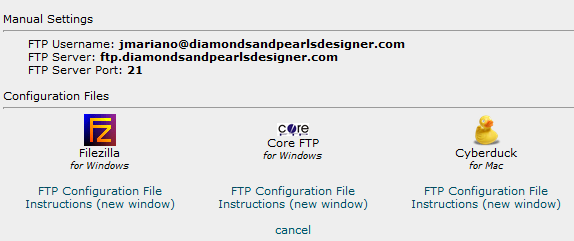 Manual Settings
FTP Username: jmariano@diamondsandpearlsdesigner.com
FTP Server: ftp.diamondsandpearlsdesigner.com
FTP Server Port: 21
Configuration Files
FZ
Filezilla
for Windows
FTP Configuration File
Instructions (new window)
core
Core FTP
for Windows
FTP Configuration File
Instructions (new window)
Cyberduck
for Mac
FTP Configuration File
Instructions (new window)
cancel